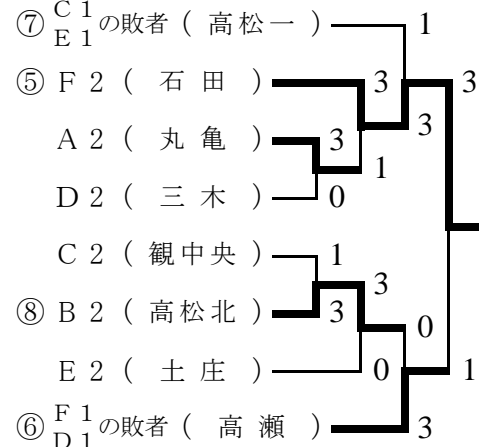 ⑦ C1 E1 の敗者 ( 高松一 ) 1
⑤ F2 ( 石田 ) 3 3
3
A2 ( 丸亀 ) 3
1
D2 ( 三木 ) 0
C2 ( 観中央 ) 1
3
⑧ B2 ( 高松北 ) 3
0
E2 ( 土庄 ) 0 1
⑥ F1 D1 の敗者 ( 高瀬 ) 3